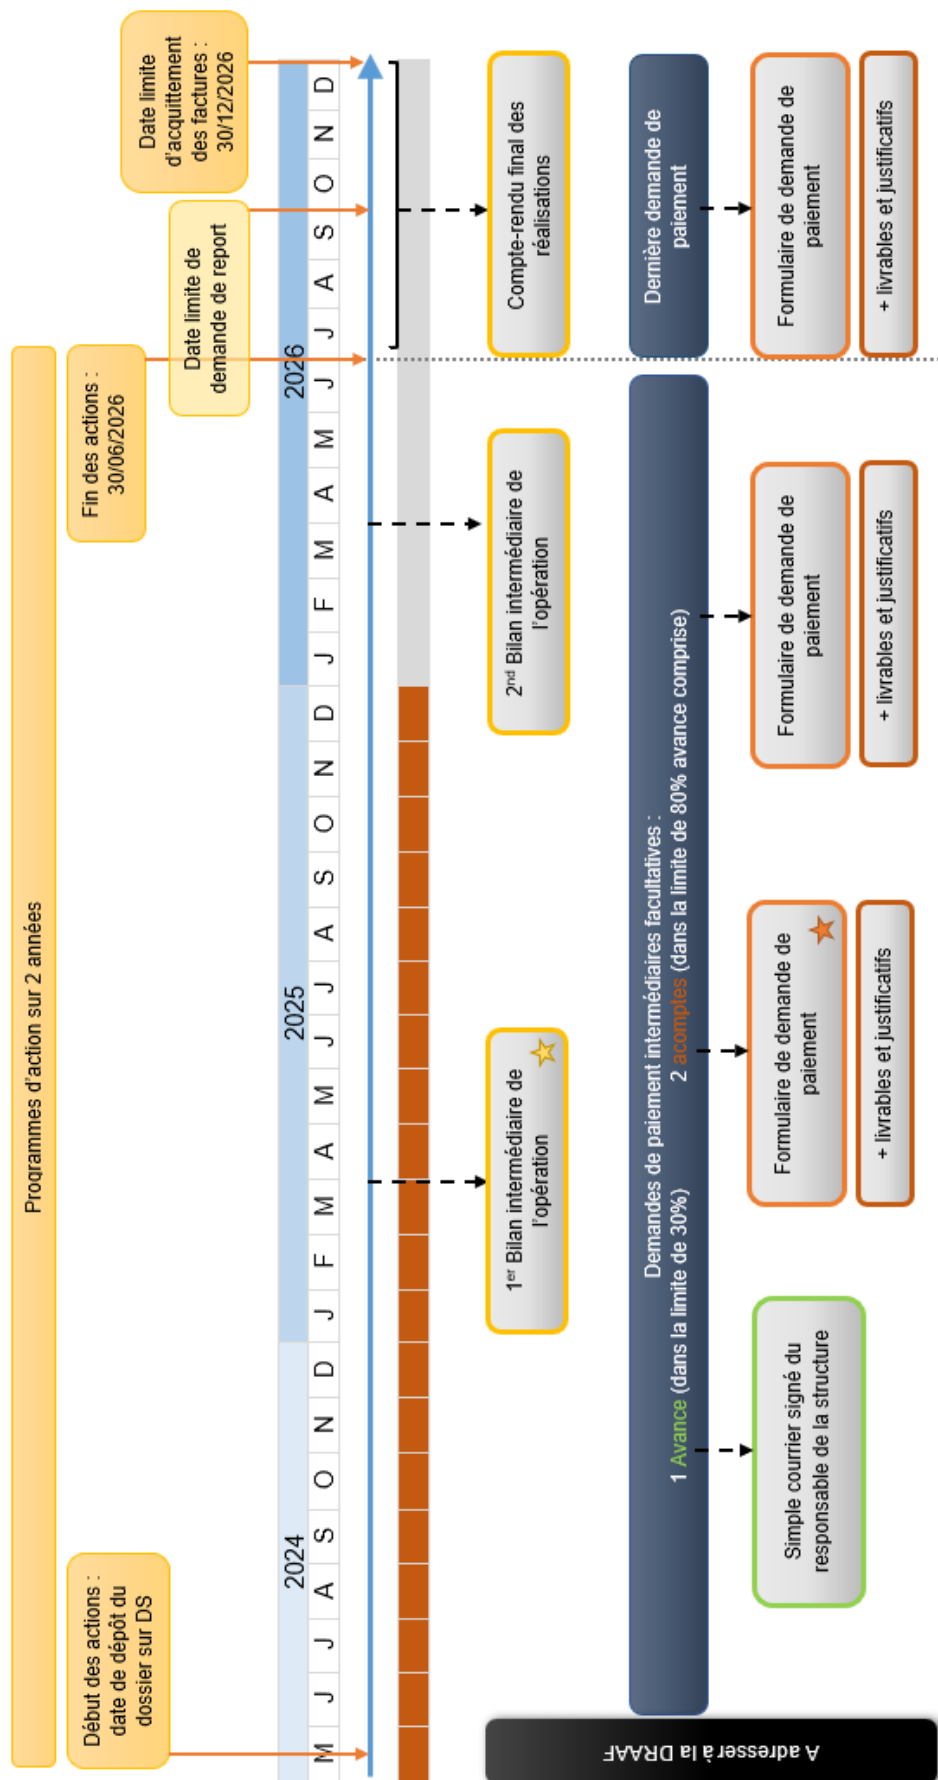 Programmes d'action sur 2 années
Début des actions :
date de dépôt du
dossier sur DS
Fin des actions :
30/06/2026
Date limite de
demande de report
Date limite
d'acquittement
des factures :
30/12/2026
2024
2025
2026
M J J A S O N D J F M A M J J A S O N D J F M A M J J A S O N D
1er Bilan intermédiaire de
l'opération
2nd Bilan intermédiaire de
l'opération
Compte-rendu final des
réalisations
A adresser à la DRAAF
Demandes de paiement intermédiaires facultatives :
1 Avance (dans la limite de 30%)
2 acomptes (dans la limite de 80% avance comprise)
Dernière demande de
paiement
Simple courrier signé du
responsable de la structure
Formulaire de demande de
paiement
+ livrables et justificatifs
Formulaire de demande de
paiement
+ livrables et justificatifs
Formulaire de demande de
paiement
+ livrables et justificatifs